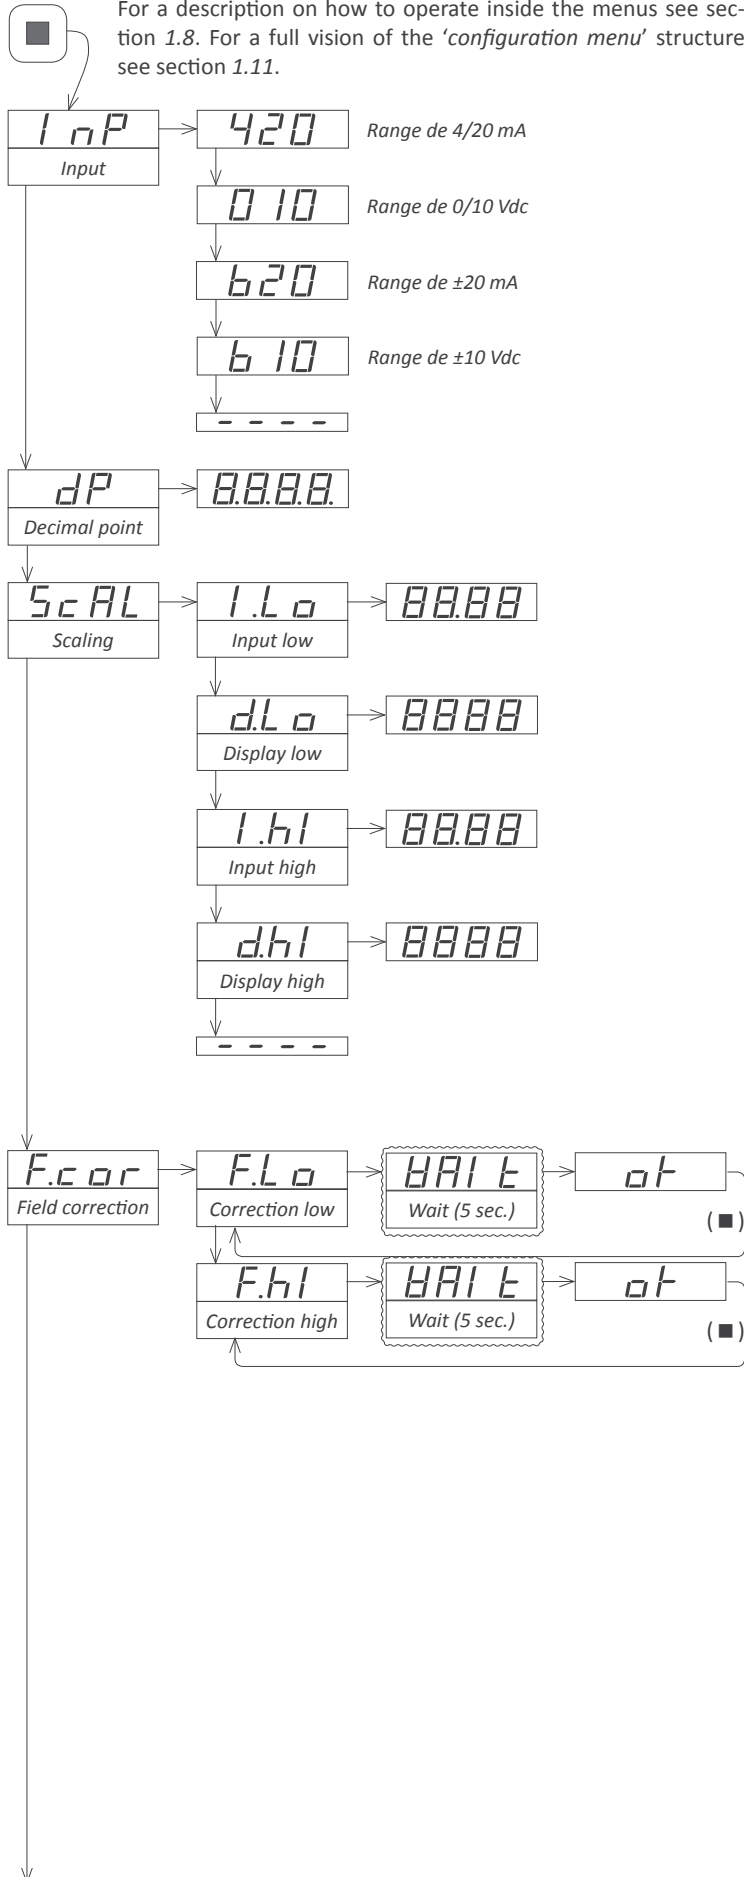 For a description on how to operate inside the menus see sec-
tion 1.8. For a full vision of the ‘configuration menu’ structure
see section 1.11.
InP
Input
420 Range de 4/20 mA
010 Range de 0/10 Vdc
b20 Range de ±20 mA
b10 Range de ±10 Vdc
----
dP
Decimal point
8.8.8.8.
ScAL
Scaling
I.Lo
Input low
88.88
d.Lo
Display low
8888
I.hI
Input high
88.88
d.hI
Display high
8888
----
F.cor
Field correction
F.Lo
Correction low
WAIt
Wait (5 sec.)
ok
(■)
F.hI
Correction high
WAIt
Wait (5 sec.)
ok
(■)